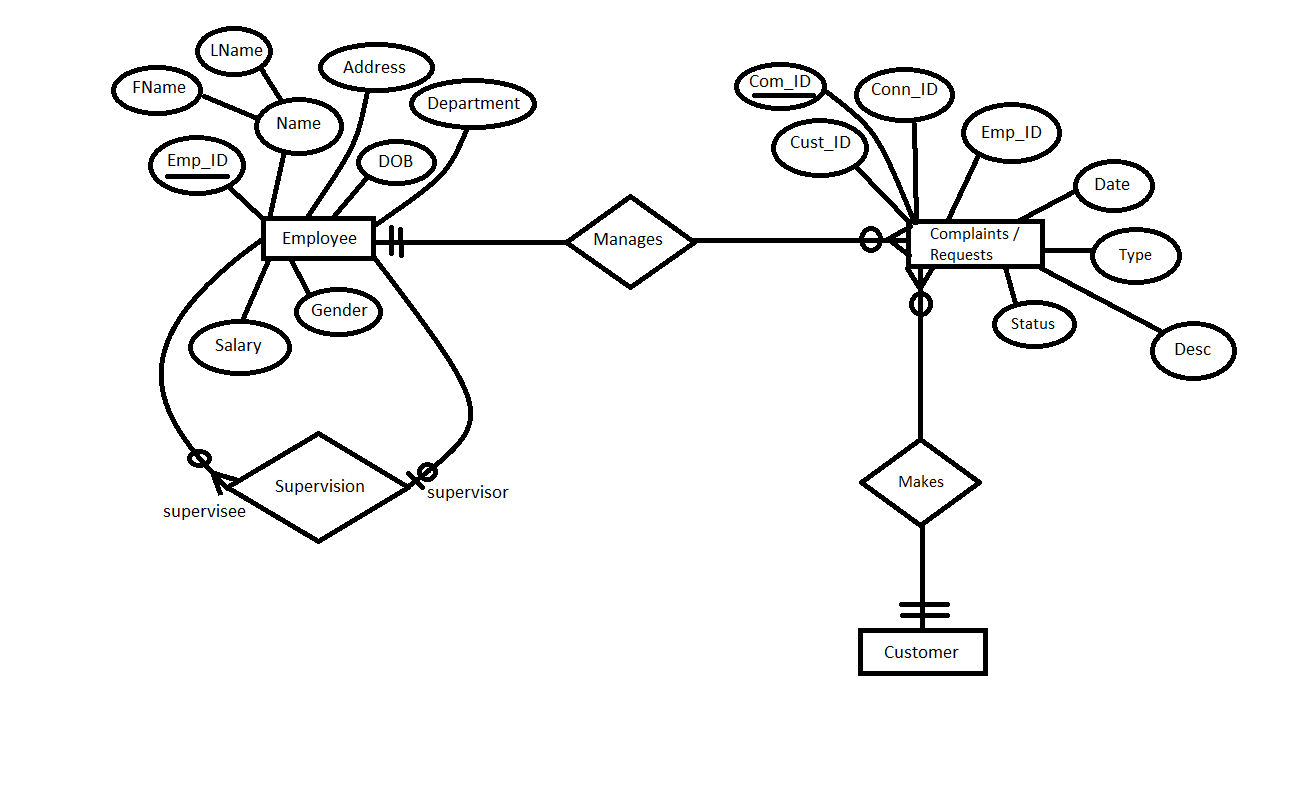 LName
Address
FName
Department
Name
Emp_ID
DOB
Employee
Gender
Salary
Supervision
supervisee
supervisor
Manages
Com_ID
Conn_ID
Cust_ID
Emp_ID
Date
Complaints /
Requests
Type
Status
Desc
Makes
Customer